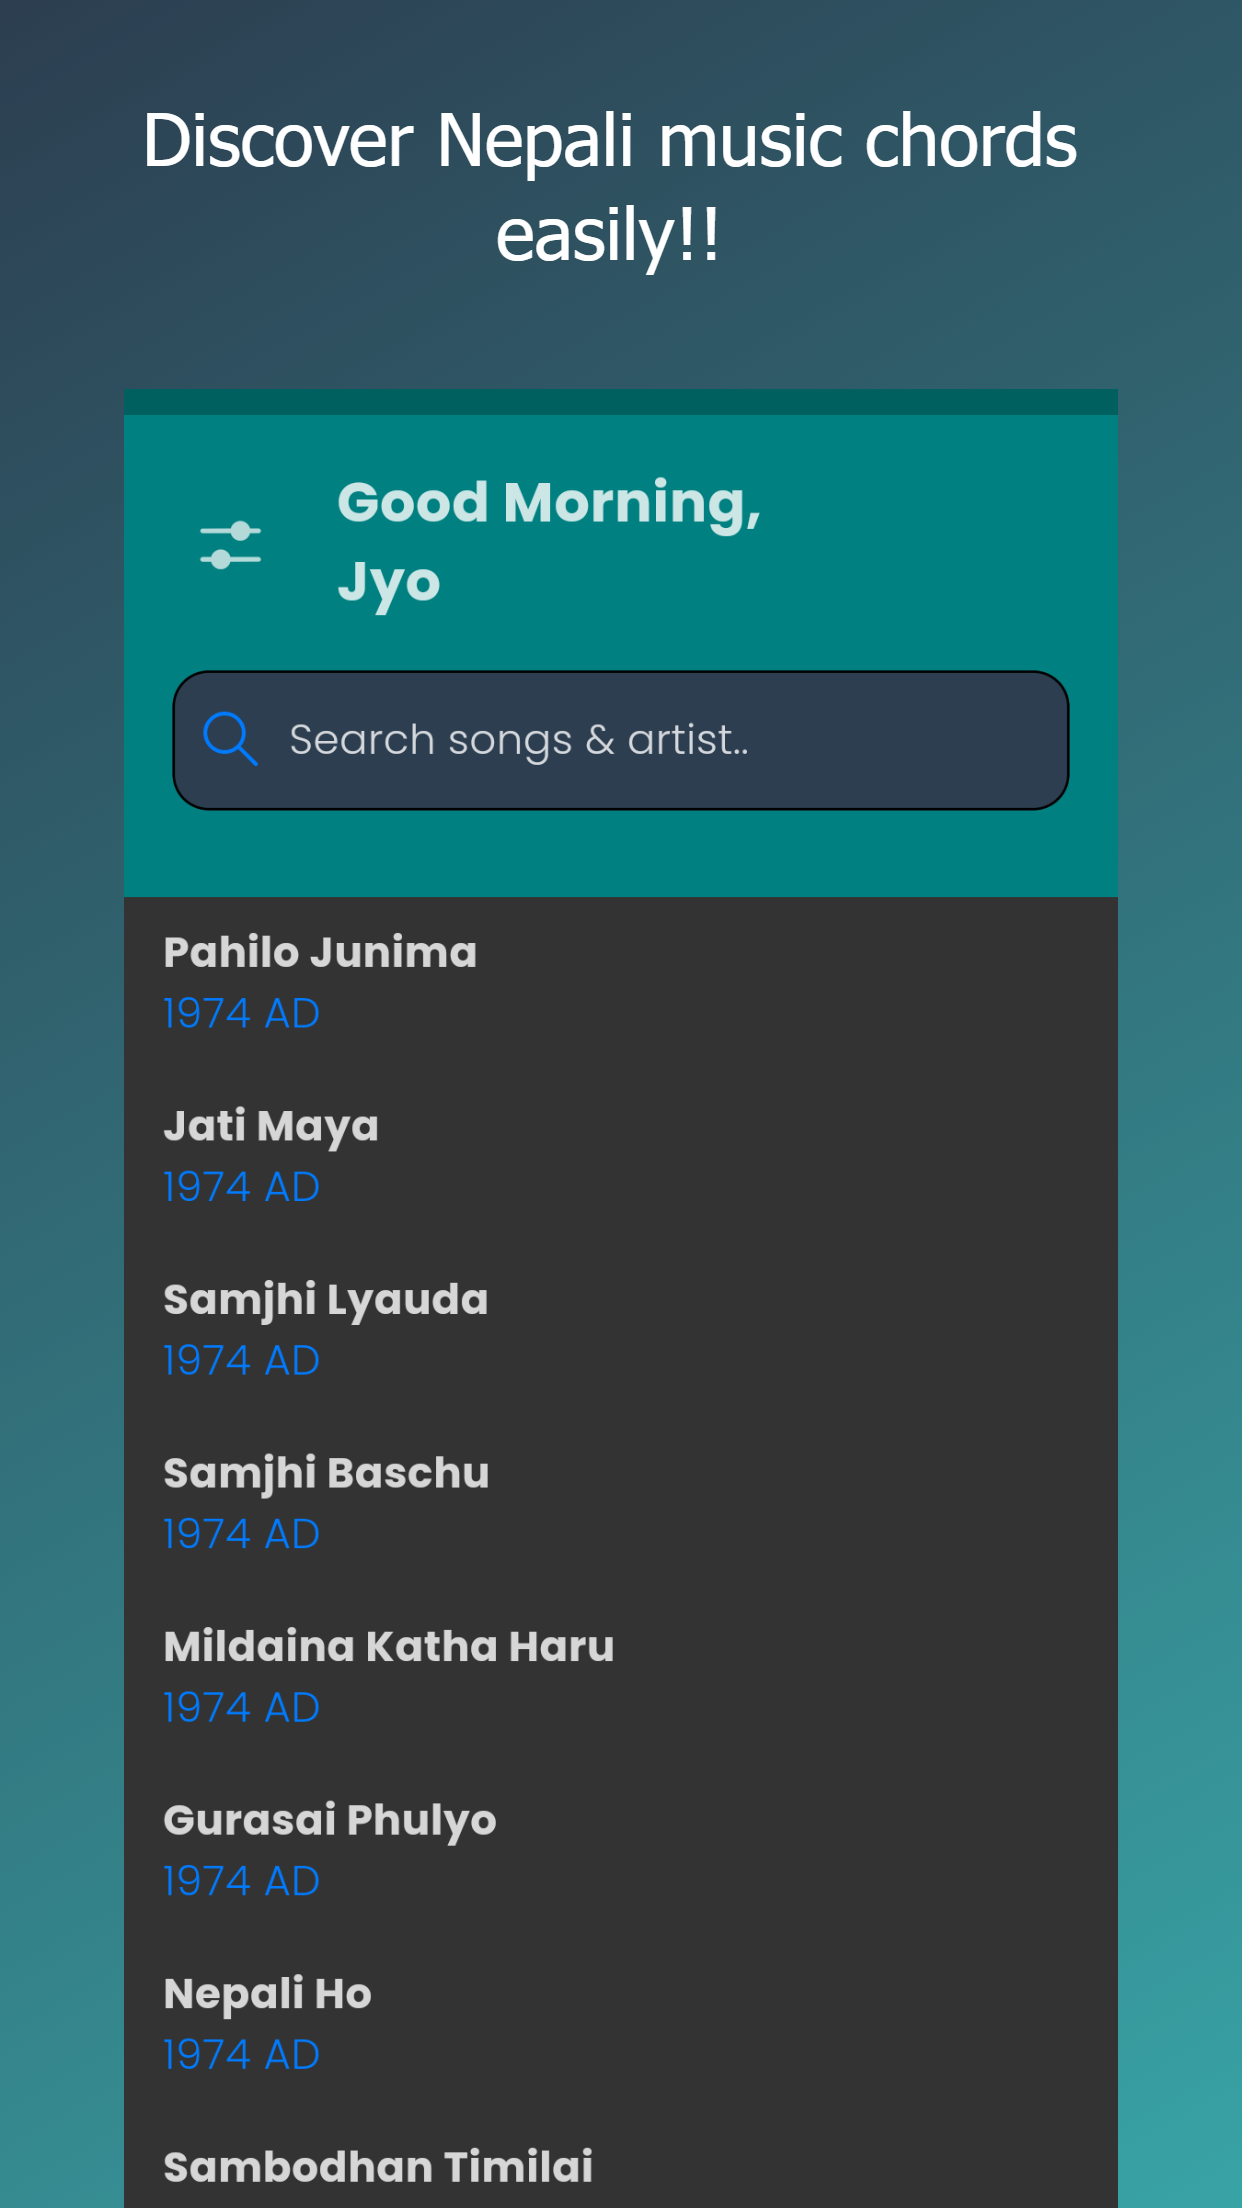 Discover Nepali music chords
easily!!
Good Morning,
Jyo
Search songs & artist..
Pahilo Junima
1974 AD
Jati Maya
1974 AD
Samjhi Lyauda
1974 AD
Samjhi Baschu
1974 AD
Mildaina Katha Haru
1974 AD
Gurasai Phulyo
1974 AD
Nepali Ho
1974 AD
Sambodhan Timilai